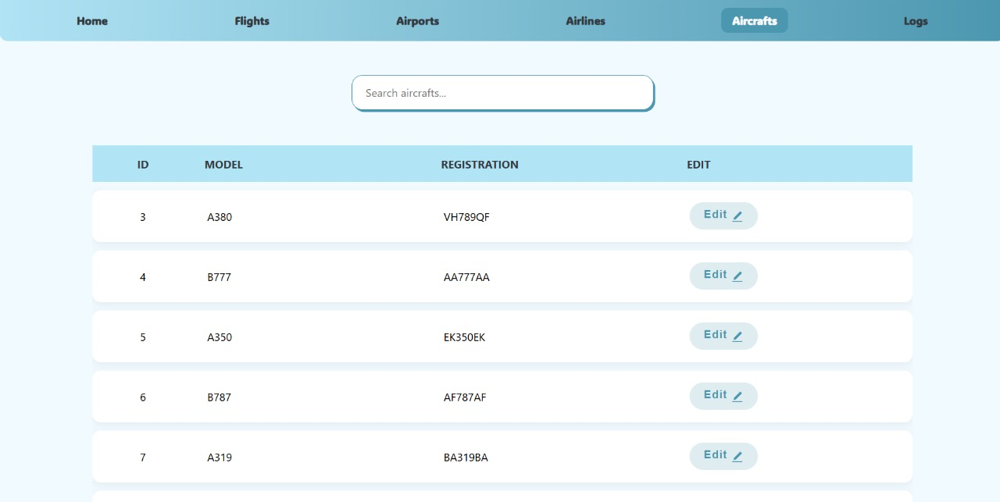 Home Flights Airports Airlines Aircrafts Logs
Search aircrafts...
ID MODEL REGISTRATION EDIT
3 A380 VH789QF Edit
4 B777 AA777AA Edit
5 A350 EK350EK Edit
6 B787 AF787AF Edit
7 A319 BA319BA Edit